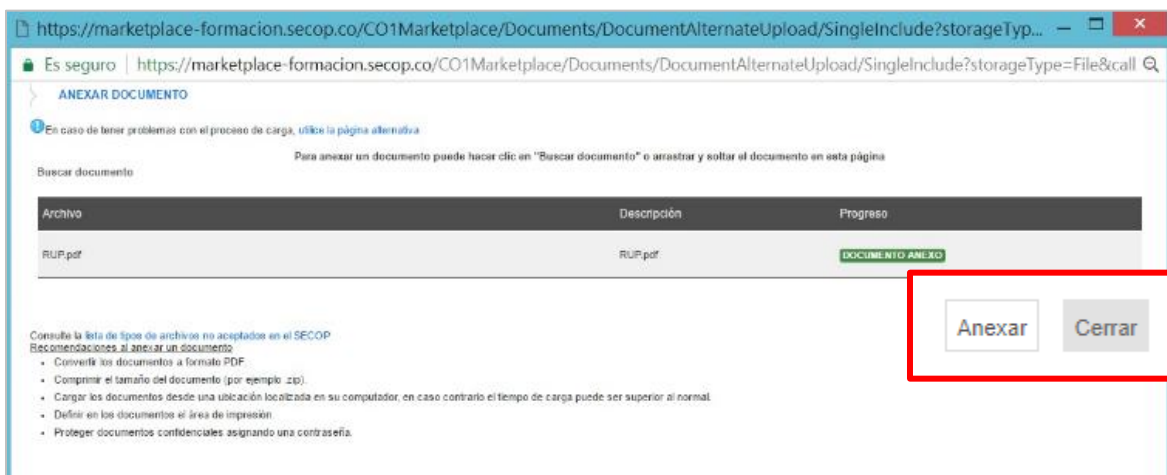 https://marketplace-formacion.secop.co/CO1Marketplace/Documents/DocumentAlternateUpload/SingleInclude?storageTyp...
Es seguro | https://marketplace-formacion.secop.co/CO1Marketplace/Documents/DocumentAlternateUpload/SingleInclude?storageType=File&call
ANEXAR DOCUMENTO
En caso de tener problemas con el proceso de carga, utilice la página alternativa
Para anexar un documento puede hacer clic en "Buscar documento" o arrastrar y soltar el documento en esta página
Buscar documento
Archivo Descripción Progreso
RUP.pdf RUP.pdf DOCUMENTO ANEXO
Anexar Cerrar
Consulte la lista de tipos de archivos no aceptados en el SECOP
Recomendaciones al anexar un documento
• Convertir los documentos a formato PDF.
• Comprimir el tamaño del documento (por ejemplo .zip).
• Cargar los documentos desde una ubicación localizada en su computador, en caso contrario el tiempo de carga puede ser superior al normal.
• Definir en los documentos el área de impresión.
• Proteger documentos confidenciales asignando una contraseña.